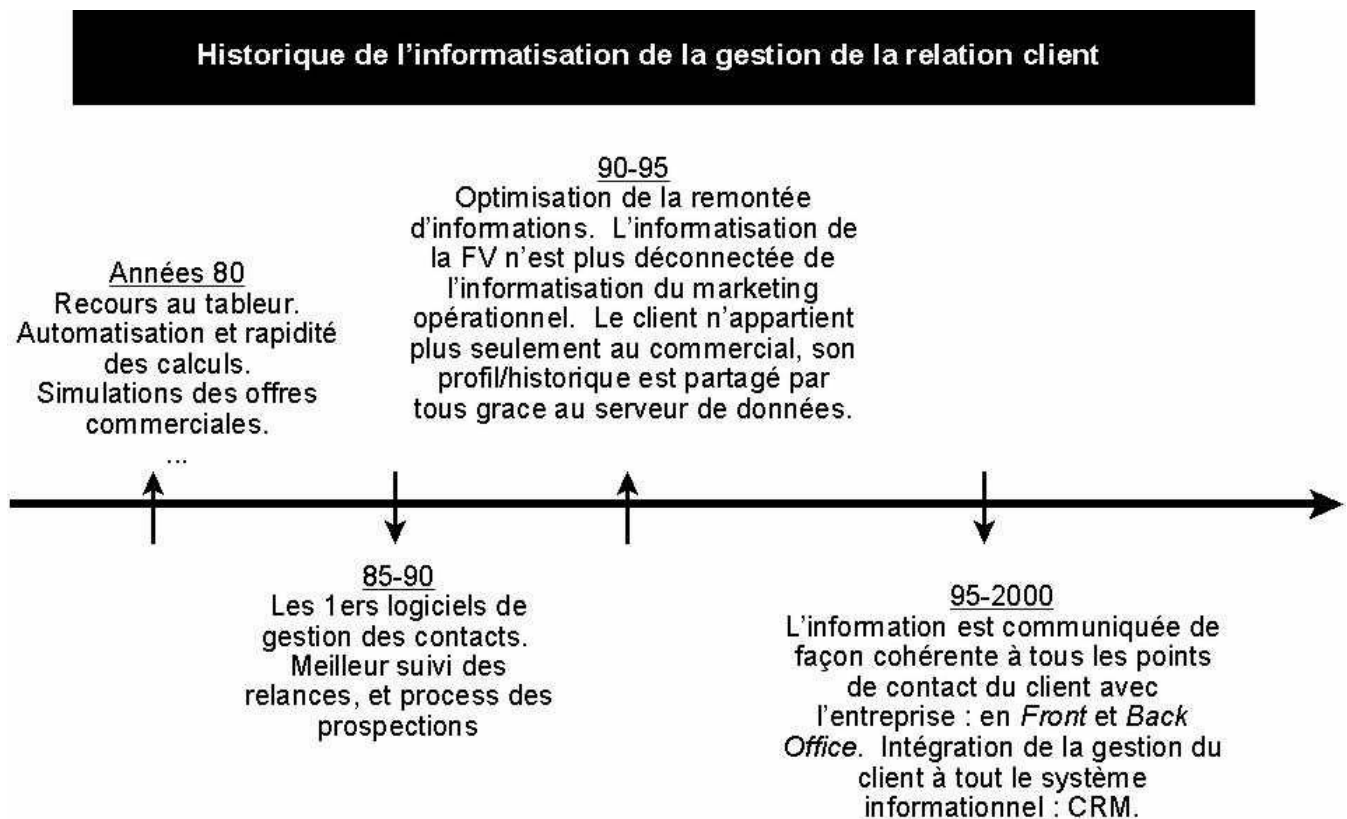 Historique de l'informatisation de la gestion de la relation client
Années 80
Recours au tableur.
Automatisation et rapidité
des calculs.
Simulations des offres
commerciales.
...
85-90
Les 1ers logiciels de
gestion des contacts.
Meilleur suivi des
relances, et process des
prospections
90-95
Optimisation de la remontée
d'informations. L'informatisation de
la FV n'est plus déconnectée de
l'informatisation du marketing
opérationnel. Le client n'appartient
plus seulement au commercial, son
profil/historique est partagé par
tous grace au serveur de données.
95-2000
L'information est communiquée de
façon cohérente à tous les points
de contact du client avec
l'entreprise : en Front et Back
Office. Intégration de la gestion du
client à tout le système
informationnel : CRM.